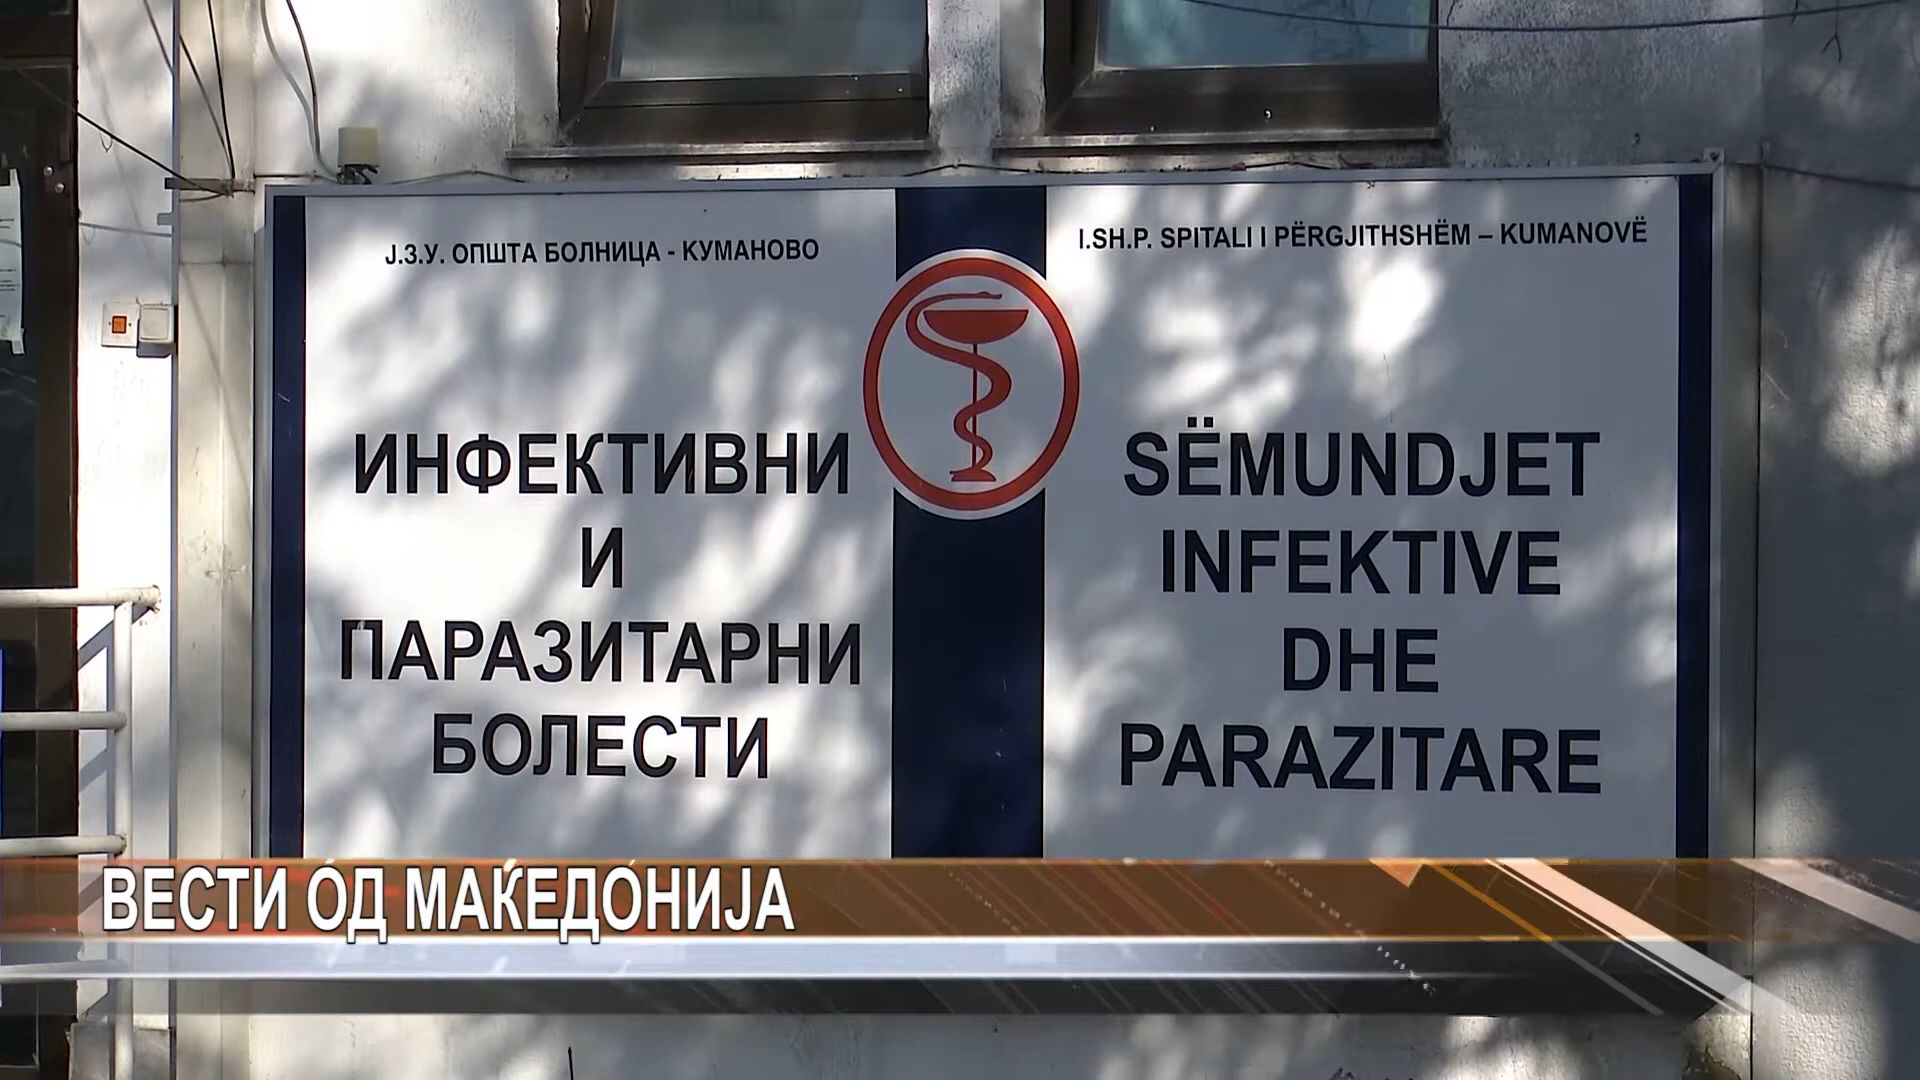 Ј.З.У. ОПШТА БОЛНИЦА - КУМАНОВО
ИНФЕКТИВНИ
И
ПАРАЗИТАРНИ
БОЛЕСТИ
I.SH.P. SPITALI I PËRGJITHSHËM – KUMANOVË
SËMUNDJET
INFEKTIVE
DHE
PARAZITARE
ВЕСТИ ОД МАКЕДОНИЈА